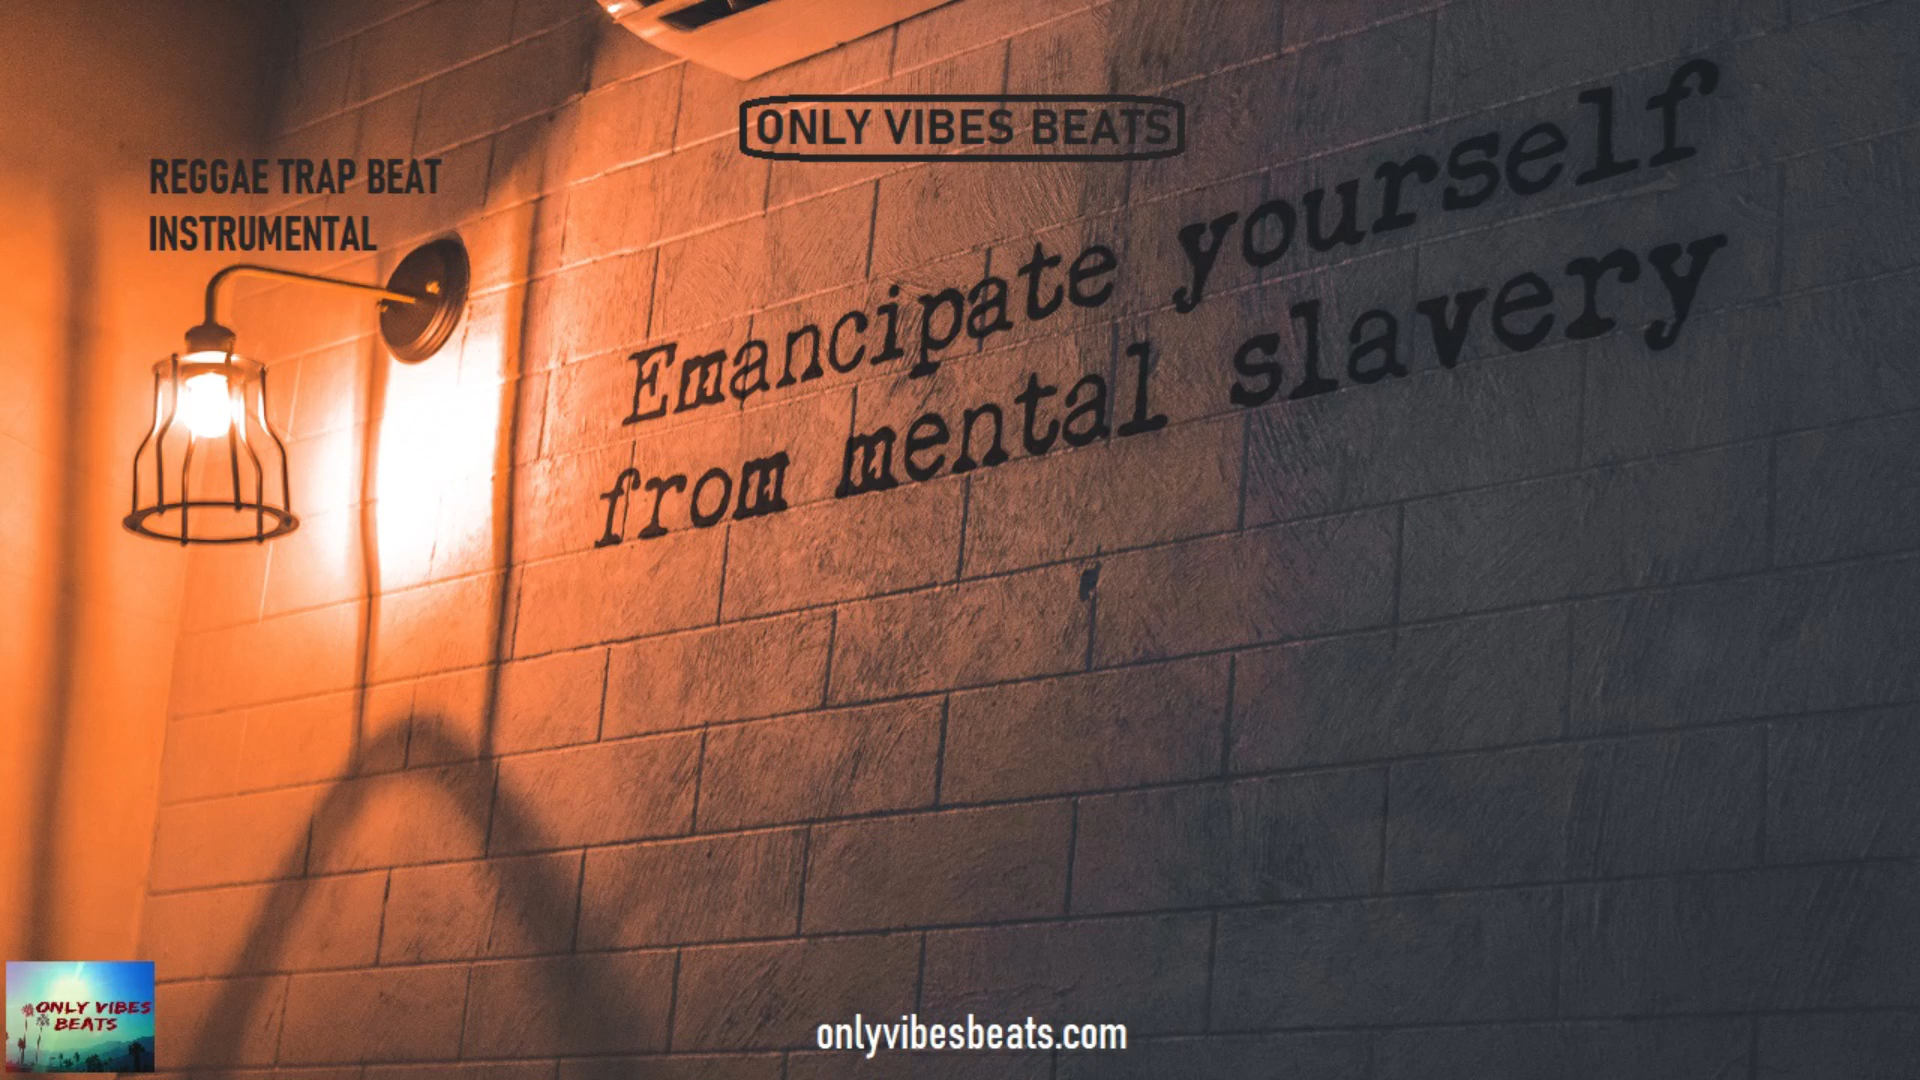 ONLY VIBES BEATS
REGGAE TRAP BEAT
INSTRUMENTAL
Emancipate yourself
from mental slavery
ONLY VIBES
BEATS
onlyvibesbeats.com